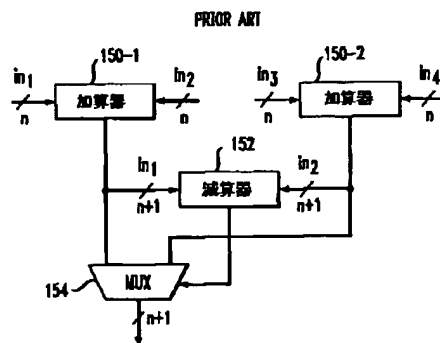 PRIOR ART
150-1
150-2
in1
加算器
in2
in3
加算器
in4
n
n
n
n
152
in1
減算器
in2
n+1
n+1
154
MUX
n+1